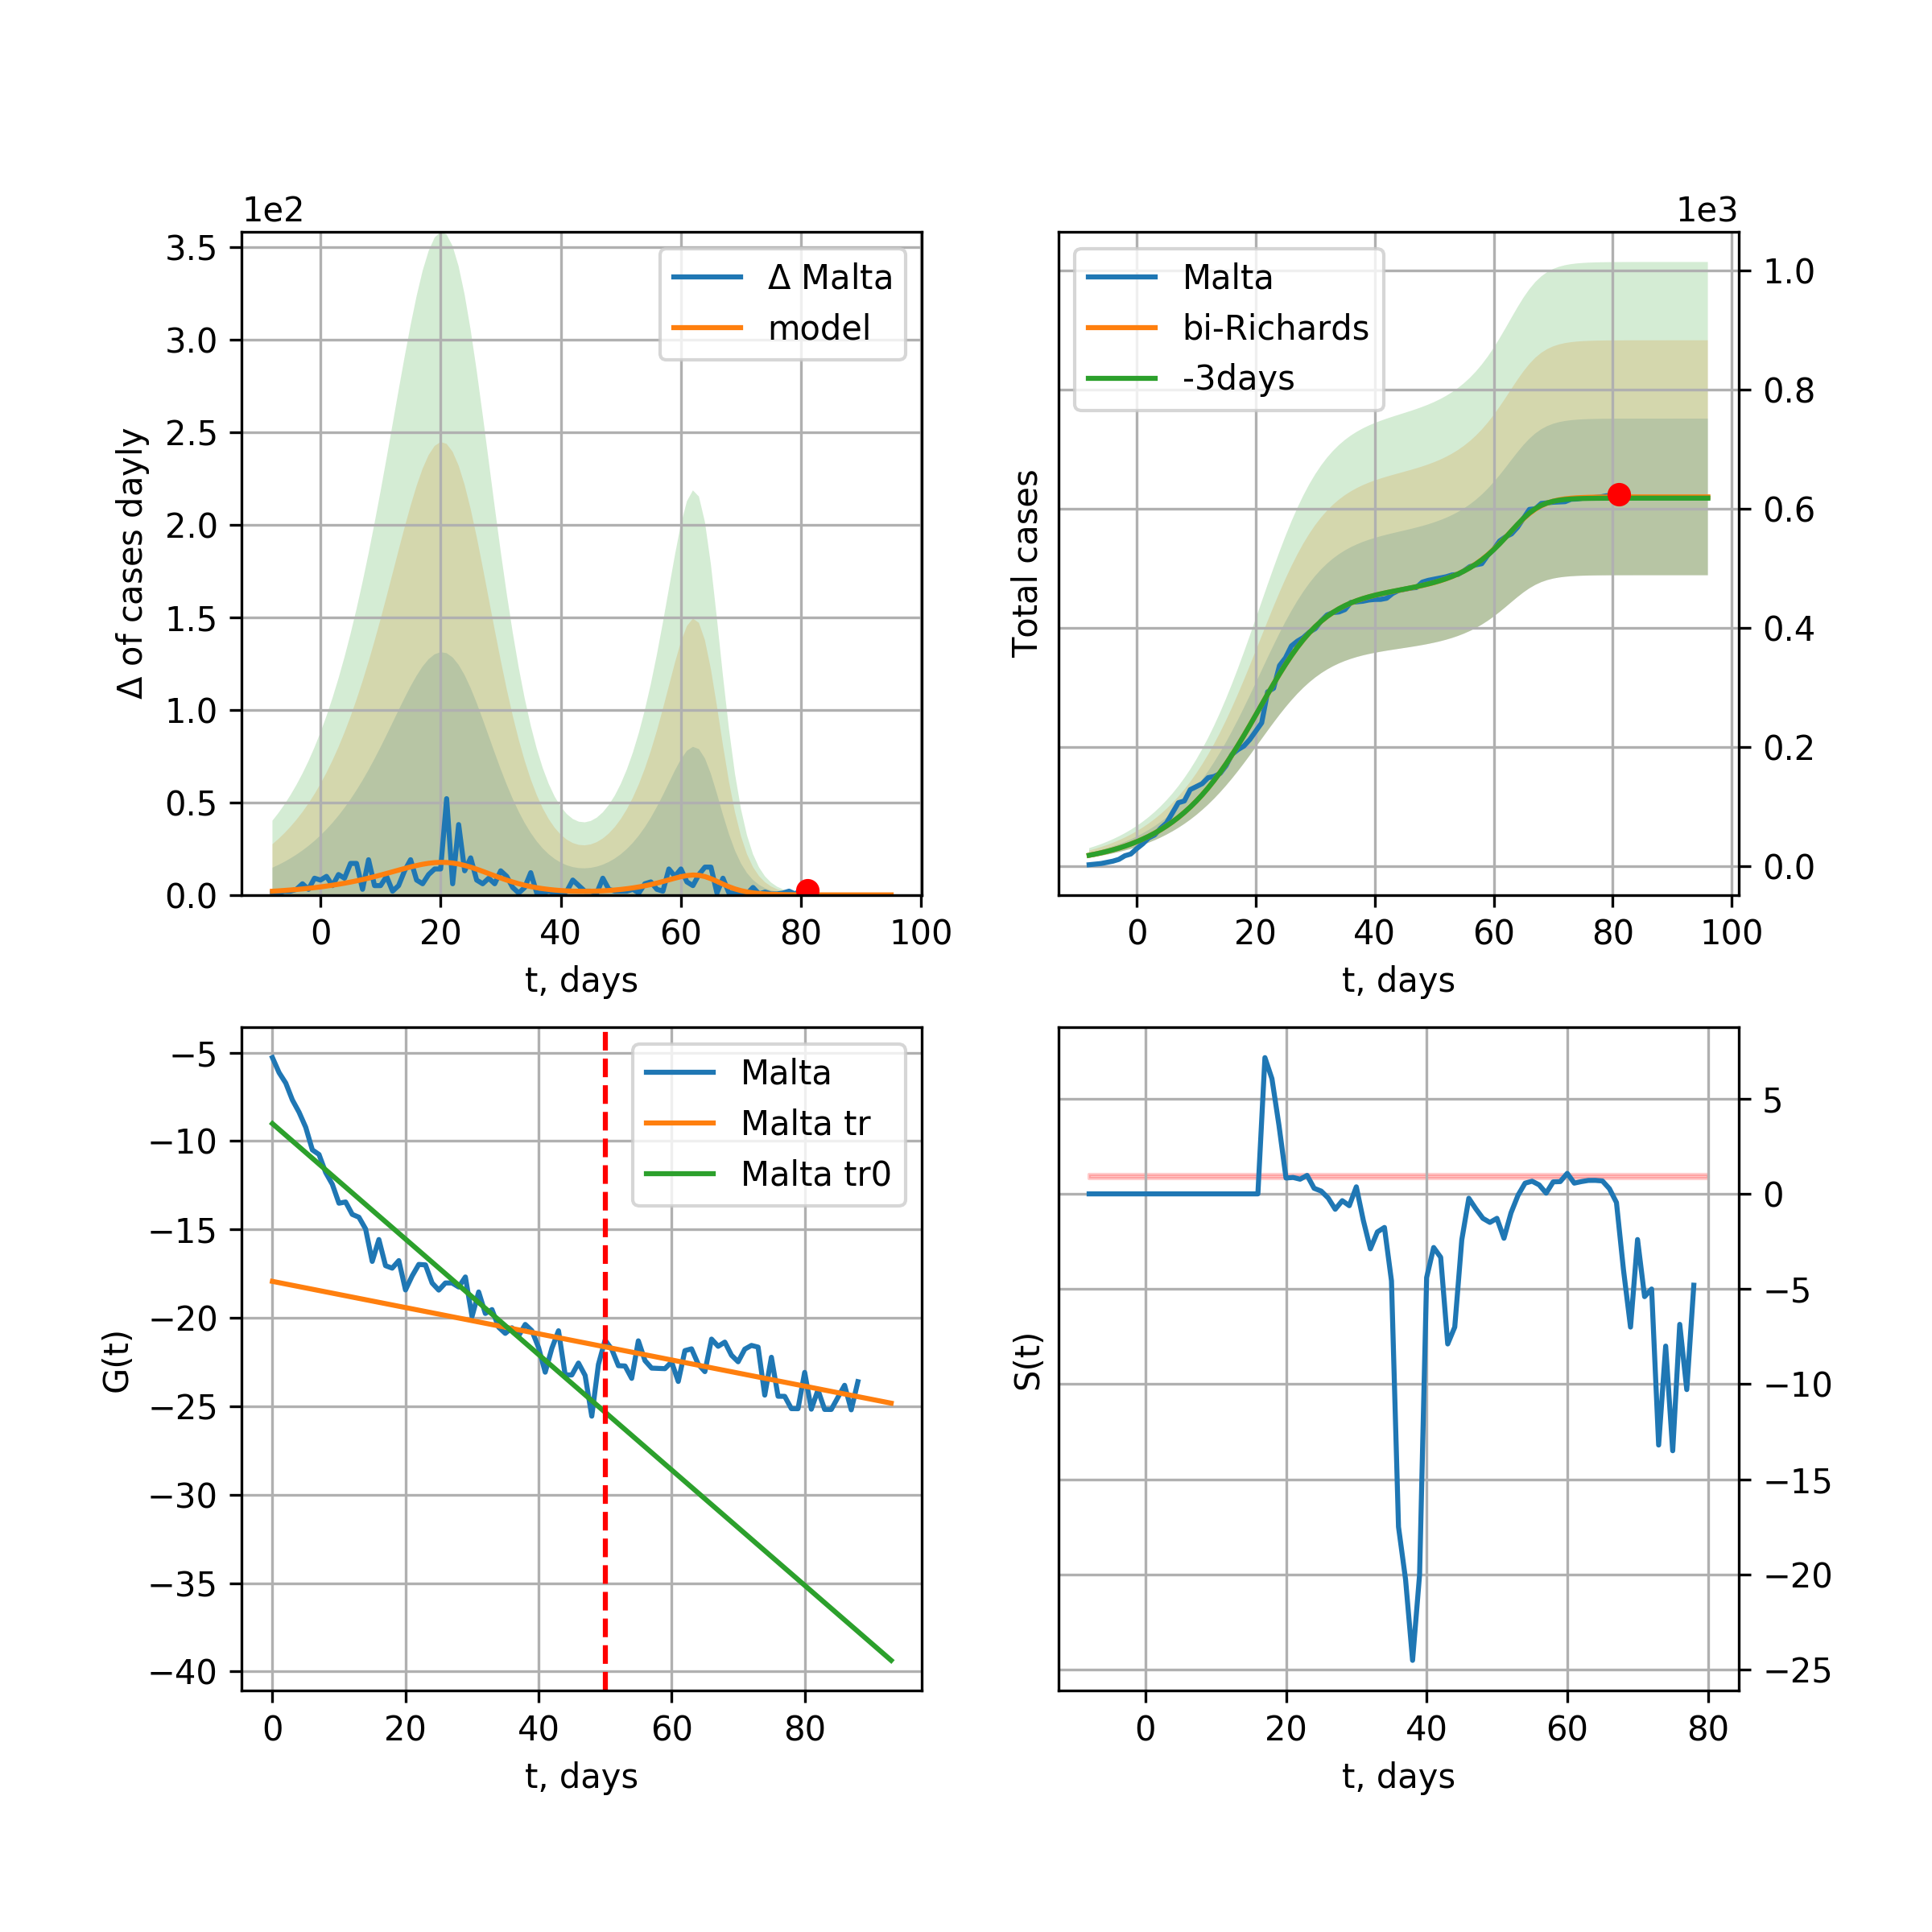 1e2
3.5
3.0
2.5
2.0
1.5
1.0
0.5
0.0
Δ of cases dayly
Δ Malta
model
0
20
40
60
80
100
t, days
1e3
Malta
bi-Richards
-3days
Total cases
1.0
0.8
0.6
0.4
0.2
0.0
0
20
40
60
80
100
t, days
−5
−10
−15
−20
−25
−30
−35
−40
G(t)
Malta
Malta tr
Malta tr0
0
20
40
60
80
t, days
S(t)
5
0
−5
−10
−15
−20
−25
0
20
40
60
80
t, days